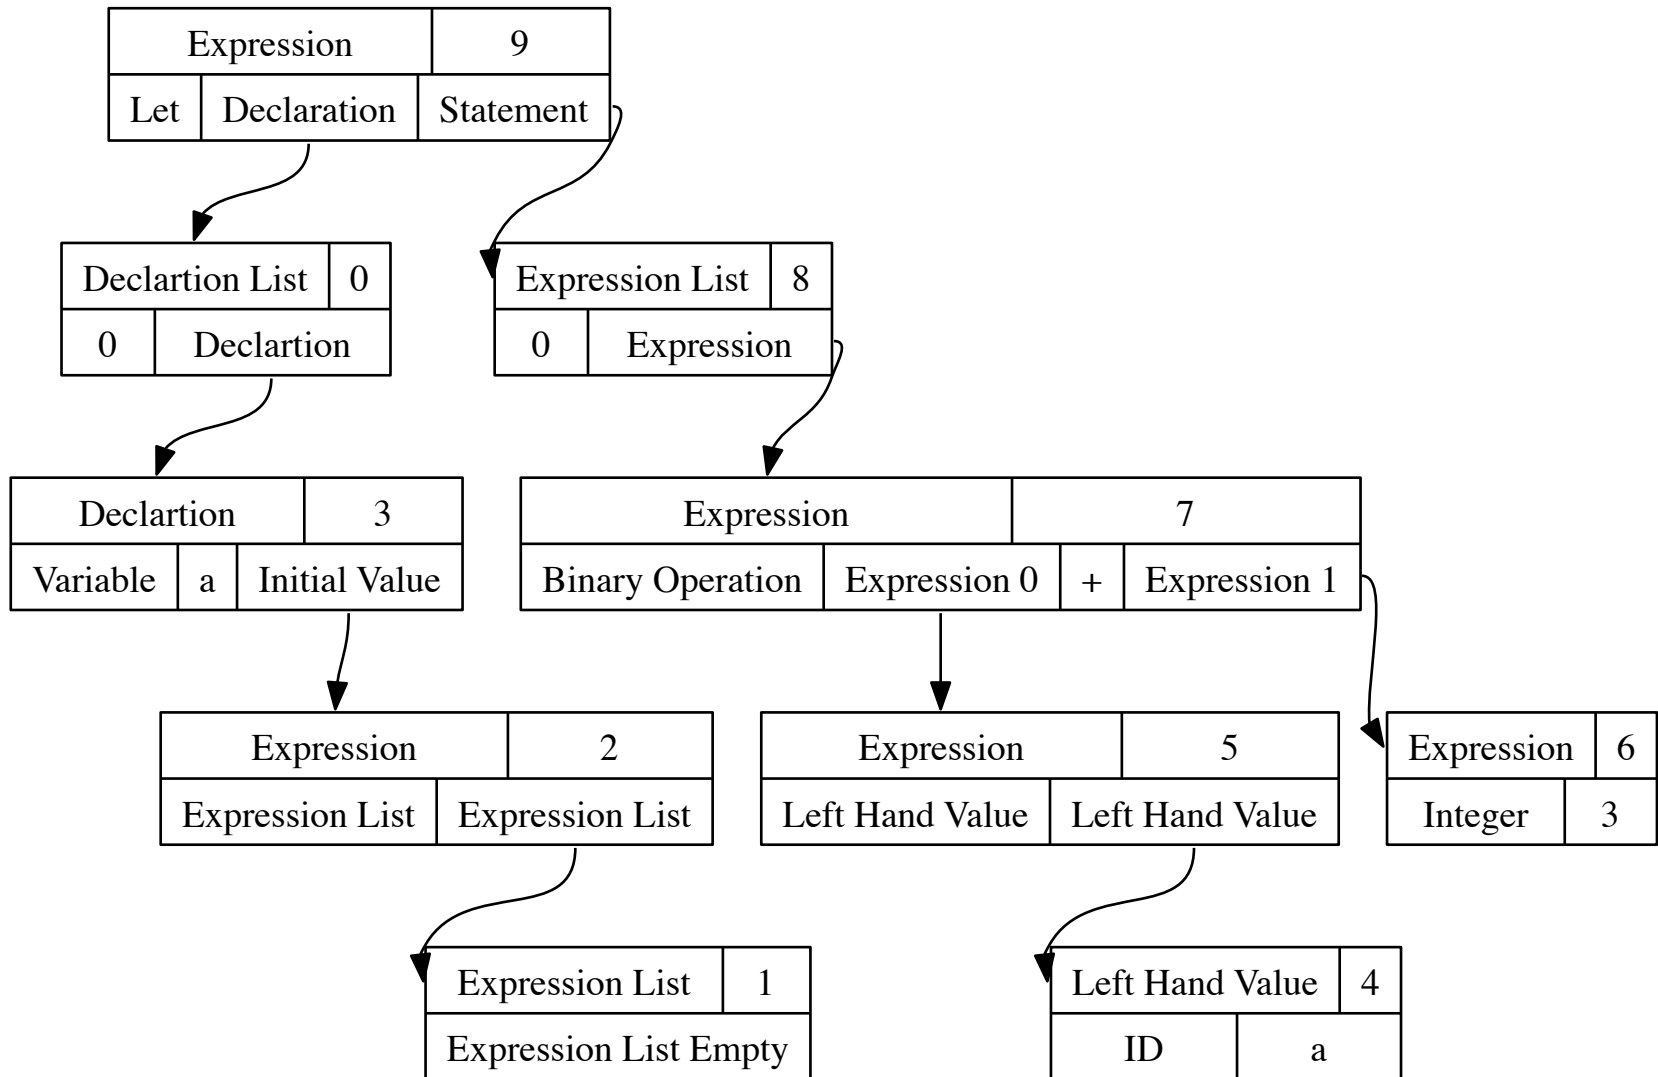 Expression 9
Let Declaration Statement
Declartion List 0
0 Declartion
Expression List 8
0 Expression
Declartion 3
Variable a Initial Value
Expression 7
Binary Operation Expression 0 + Expression 1
Expression 2
Expression List Expression List
Expression 5
Left Hand Value Left Hand Value
Expression 6
Integer 3
Expression List 1
Expression List Empty
Left Hand Value 4
ID a